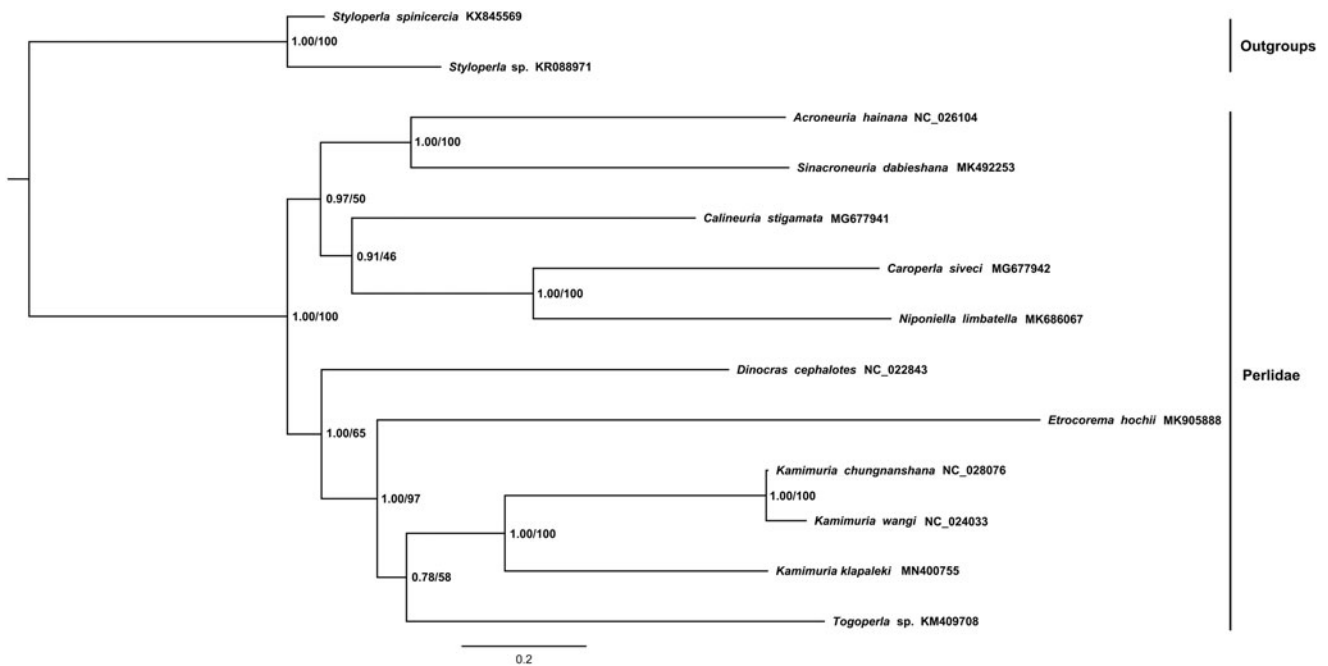 Styloperla spinicercia KX845569
1.00/100
Outgroups
Styloperla sp. KR088971
Acroneuria hainana NC_026104
1.00/100
Sinacroneuria dabieshana MK492253
0.97/50
Calineuria stigamata MG677941
0.91/46
Caroperla siveci MG677942
1.00/100
1.00/100
Niponiella limbatella MK686067
Dinocras cephalotes NC_022843
Perlidae
Etrocorema hochii MK905888
1.00/65
Kamimuria chungnanshana NC_028076
1.00/97
1.00/100
Kamimuria wangi NC_024033
1.00/100
Kamimuria klapaleki MN400755
0.78/58
Togoperla sp. KM409708
0.2